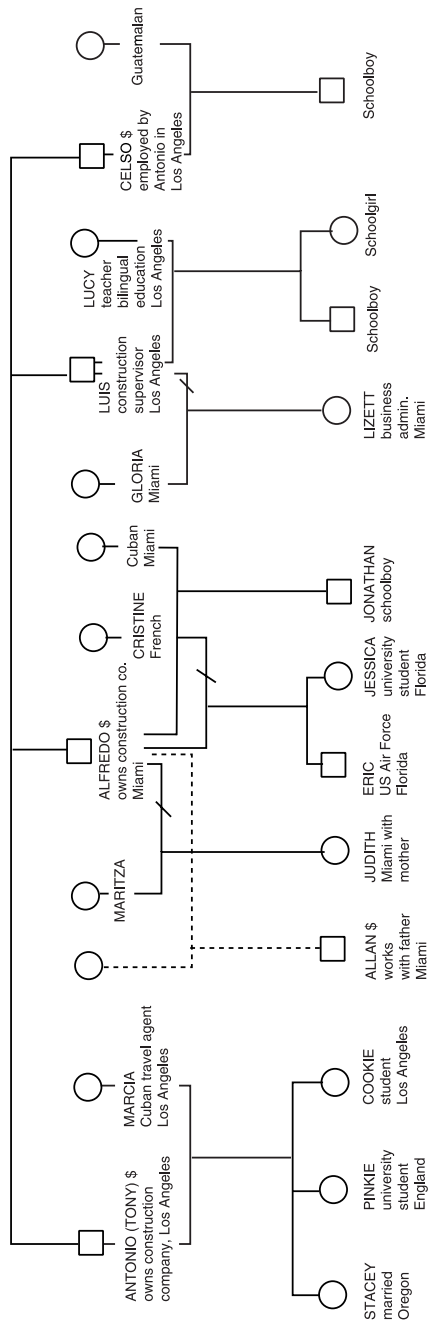 ANTONIO (TONY) $
owns construction
company, Los Angeles
MARCIA
Cuban travel agent
Los Angeles
MARITZA
ALFREDO $
owns construction co.
Miami
CRISTINE
French
Cuban
Miami
GLORIA
Miami
LUIS
construction
supervisor
Los Angeles
LUCY
teacher
bilingual
education
Los Angeles
CELSO $
employed by
Antonio in
Los Angeles
Guatemalan
STACEY
married
Oregon
PINKIE
university
student
England
COOKIE
student
Los Angeles
ALLAN $
works
with father
Miami
JUDITH
Miami with
mother
ERIC
US Air Force
Florida
JESSICA
university
student
Florida
JONATHAN
schoolboy
LIZETT
business
admin.
Miami
Schoolboy
Schoolgirl
Schoolboy